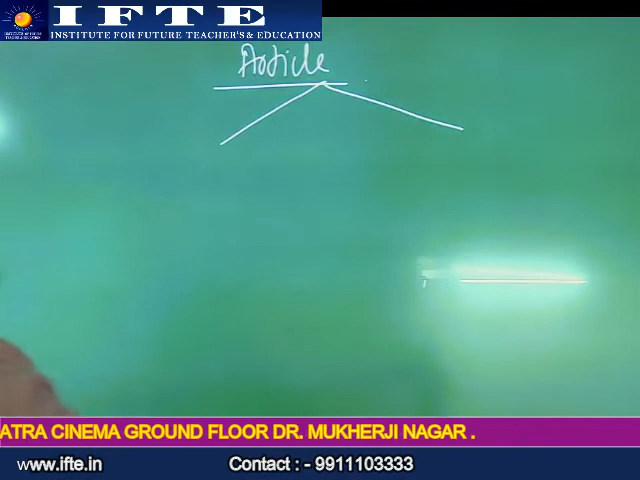 IFTE
INSTITUTE FOR FUTURE TEACHER'S & EDUCATION
Article
ATRA CINEMA GROUND FLOOR DR. MUKHERJI NAGAR .
www.ifte.in
Contact : - 9911103333